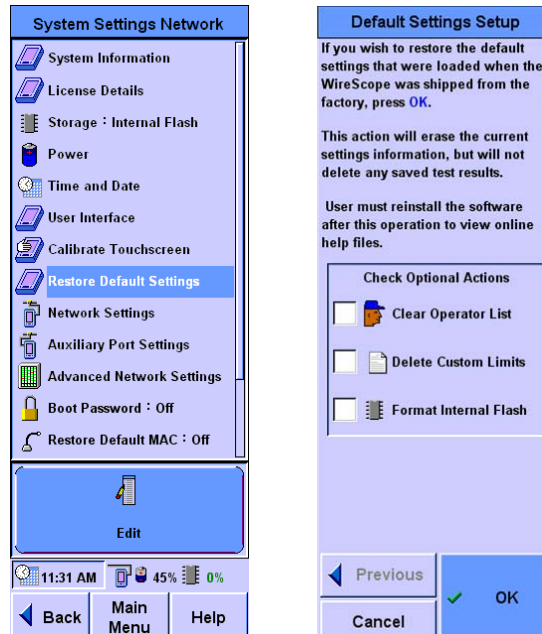 System Settings Network
System Information
License Details
Storage : Internal Flash
Power
Time and Date
User Interface
Calibrate Touchscreen
Restore Default Settings
Network Settings
Auxiliary Port Settings
Advanced Network Settings
Boot Password : Off
Restore Default MAC : Off
Edit
11:31 AM 45% 0%
Back
Main
Menu
Help
Default Settings Setup
If you wish to restore the default
settings that were loaded when the
WireScope was shipped from the
factory, press OK.
This action will erase the current
settings information, but will not
delete any saved test results.
User must reinstall the software
after this operation to view online
help files.
Check Optional Actions
Clear Operator List
Delete Custom Limits
Format Internal Flash
Previous
OK
Cancel